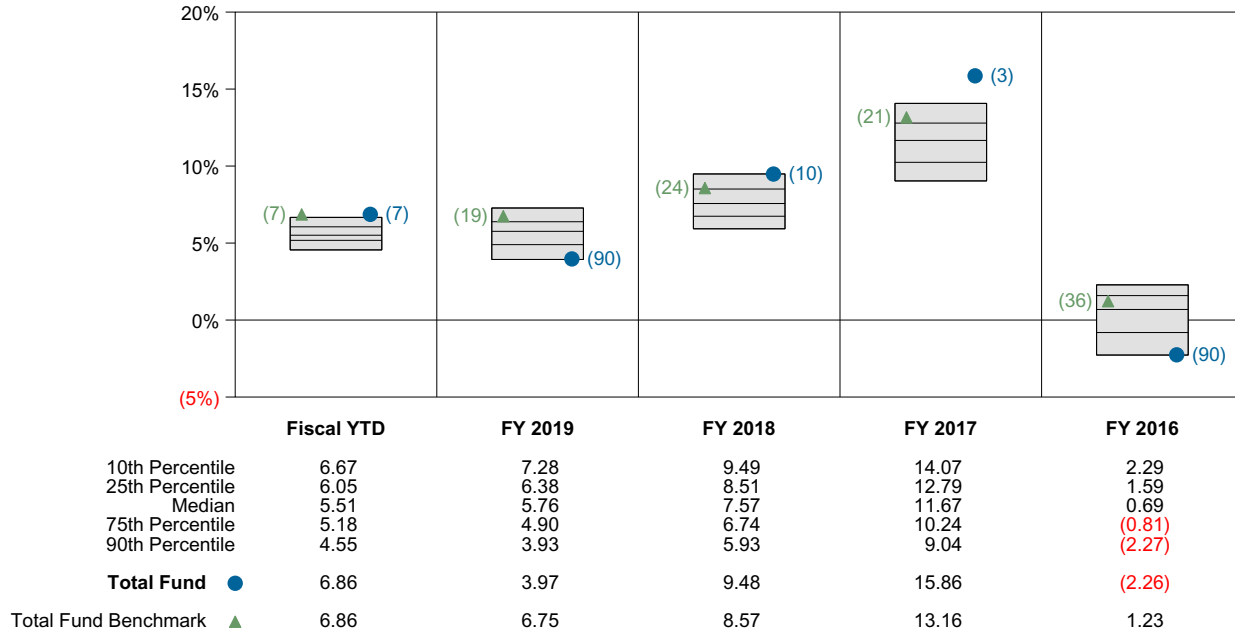 20%
15%
10%
5%
0%
(5%)
(7) (7)
(19) (90)
(24) (10)
(21) (3)
(36) (90)
Fiscal YTD FY 2019 FY 2018 FY 2017 FY 2016
10th Percentile 6.67 7.28 9.49 14.07 2.29
25th Percentile 6.05 6.38 8.51 12.79 1.59
Median 5.51 5.76 7.57 11.67 0.69
75th Percentile 5.18 4.90 6.74 10.24 (0.81)
90th Percentile 4.55 3.93 5.93 9.04 (2.27)
Total Fund 6.86 3.97 9.48 15.86 (2.26)
Total Fund Benchmark 6.86 6.75 8.57 13.16 1.23